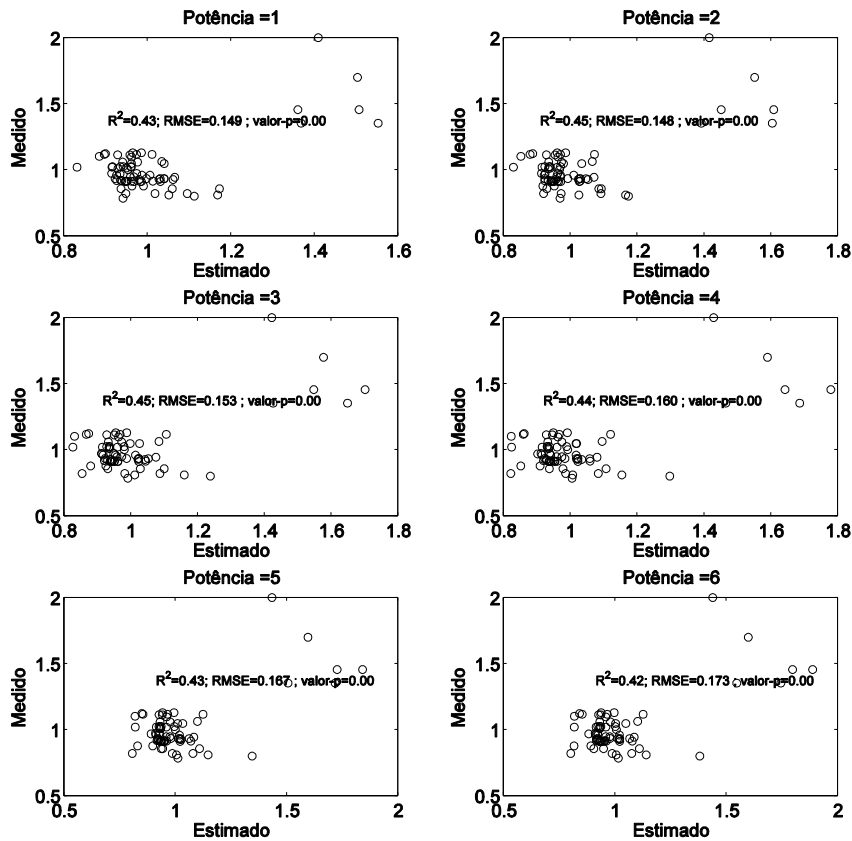 Potência =1
2
1.5
1
0.5
Medido
R2=0.43; RMSE=0.149 ; valor-p=0.00
0.8 1 1.2 1.4 1.6
Estimado
Potência =2
2
1.5
1
0.5
Medido
R2=0.45; RMSE=0.148 ; valor-p=0.00
0.8 1 1.2 1.4 1.6 1.8
Estimado
Potência =3
2
1.5
1
0.5
Medido
R2=0.45; RMSE=0.153 ; valor-p=0.00
0.8 1 1.2 1.4 1.6 1.8
Estimado
Potência =4
2
1.5
1
0.5
Medido
R2=0.44; RMSE=0.160 ; valor-p=0.00
0.8 1 1.2 1.4 1.6 1.8
Estimado
Potência =5
2
1.5
1
0.5
Medido
R2=0.43; RMSE=0.167 ; valor-p=0.00
0.5 1 1.5 2
Estimado
Potência =6
2
1.5
1
0.5
Medido
R2=0.42; RMSE=0.173 ; valor-p=0.00
0.5 1 1.5 2
Estimado